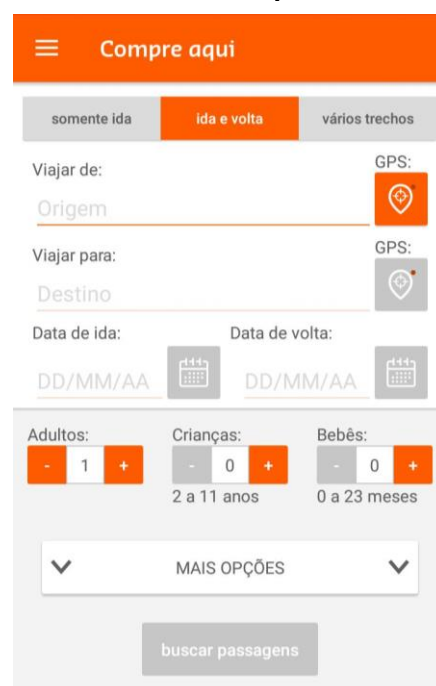 Compre aqui
somente ida ida e volta vários trechos
Viajar de: GPS:
Origem
Viajar para: GPS:
Destino
Data de ida: Data de volta:
DD/MM/AA DD/MM/AA
Adultos: Crianças: Bebês:
- 1 + - 0 + - 0 +
2 a 11 anos 0 a 23 meses
MAIS OPÇÕES
buscar passagens